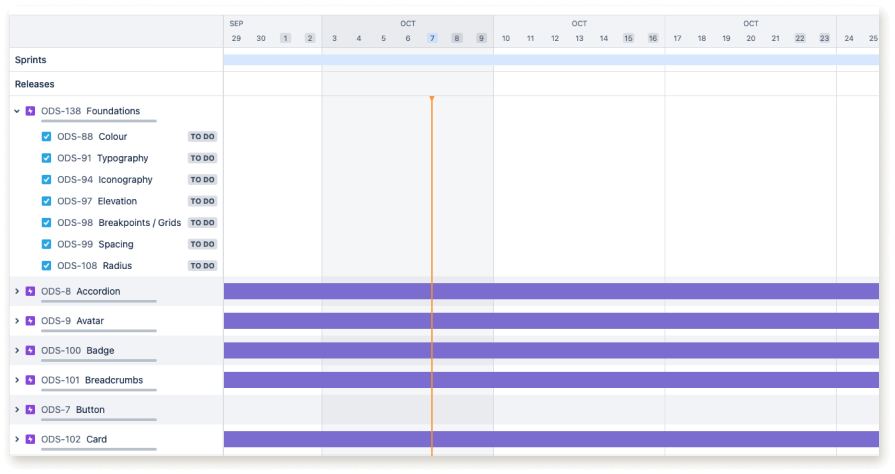 SEP OCT OCT OCT
29 30 1 2 3 4 5 6 7 8 9 10 11 12 13 14 15 16 17 18 19 20 21 22 23 24 25
Sprints
Releases
ODS-138 Foundations
ODS-88 Colour TO DO
ODS-91 Typography TO DO
ODS-94 Iconography TO DO
ODS-97 Elevation TO DO
ODS-98 Breakpoints / Grids TO DO
ODS-99 Spacing TO DO
ODS-108 Radius TO DO
ODS-8 Accordion
ODS-9 Avatar
ODS-100 Badge
ODS-101 Breadcrumbs
ODS-7 Button
ODS-102 Card